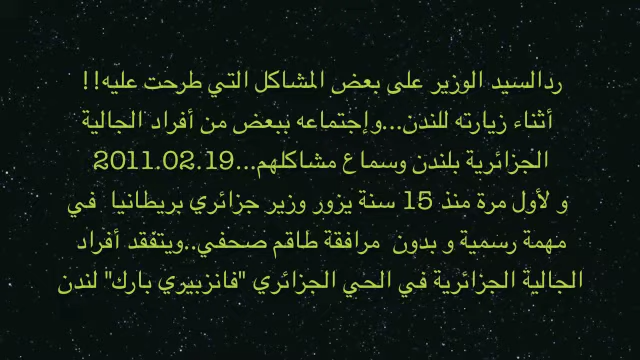 ردالسيد الوزير على بعض المشاكل التي طرحت عليه!!
أثناء زيارته للندن...وإجتماعه ببعض من أفراد الجالية
الجزائرية بلندن وسماع مشاكلهم...2011.02.19
و لأول مرة منذ 15 سنة يزور وزير جزائري بريطانيا في
مهمة رسمية و بدون مرافقة طاقم صحفي..ويتفقد أفراد
الجالية الجزائرية في الحي الجزائري "فانزبيري بارك" لندن